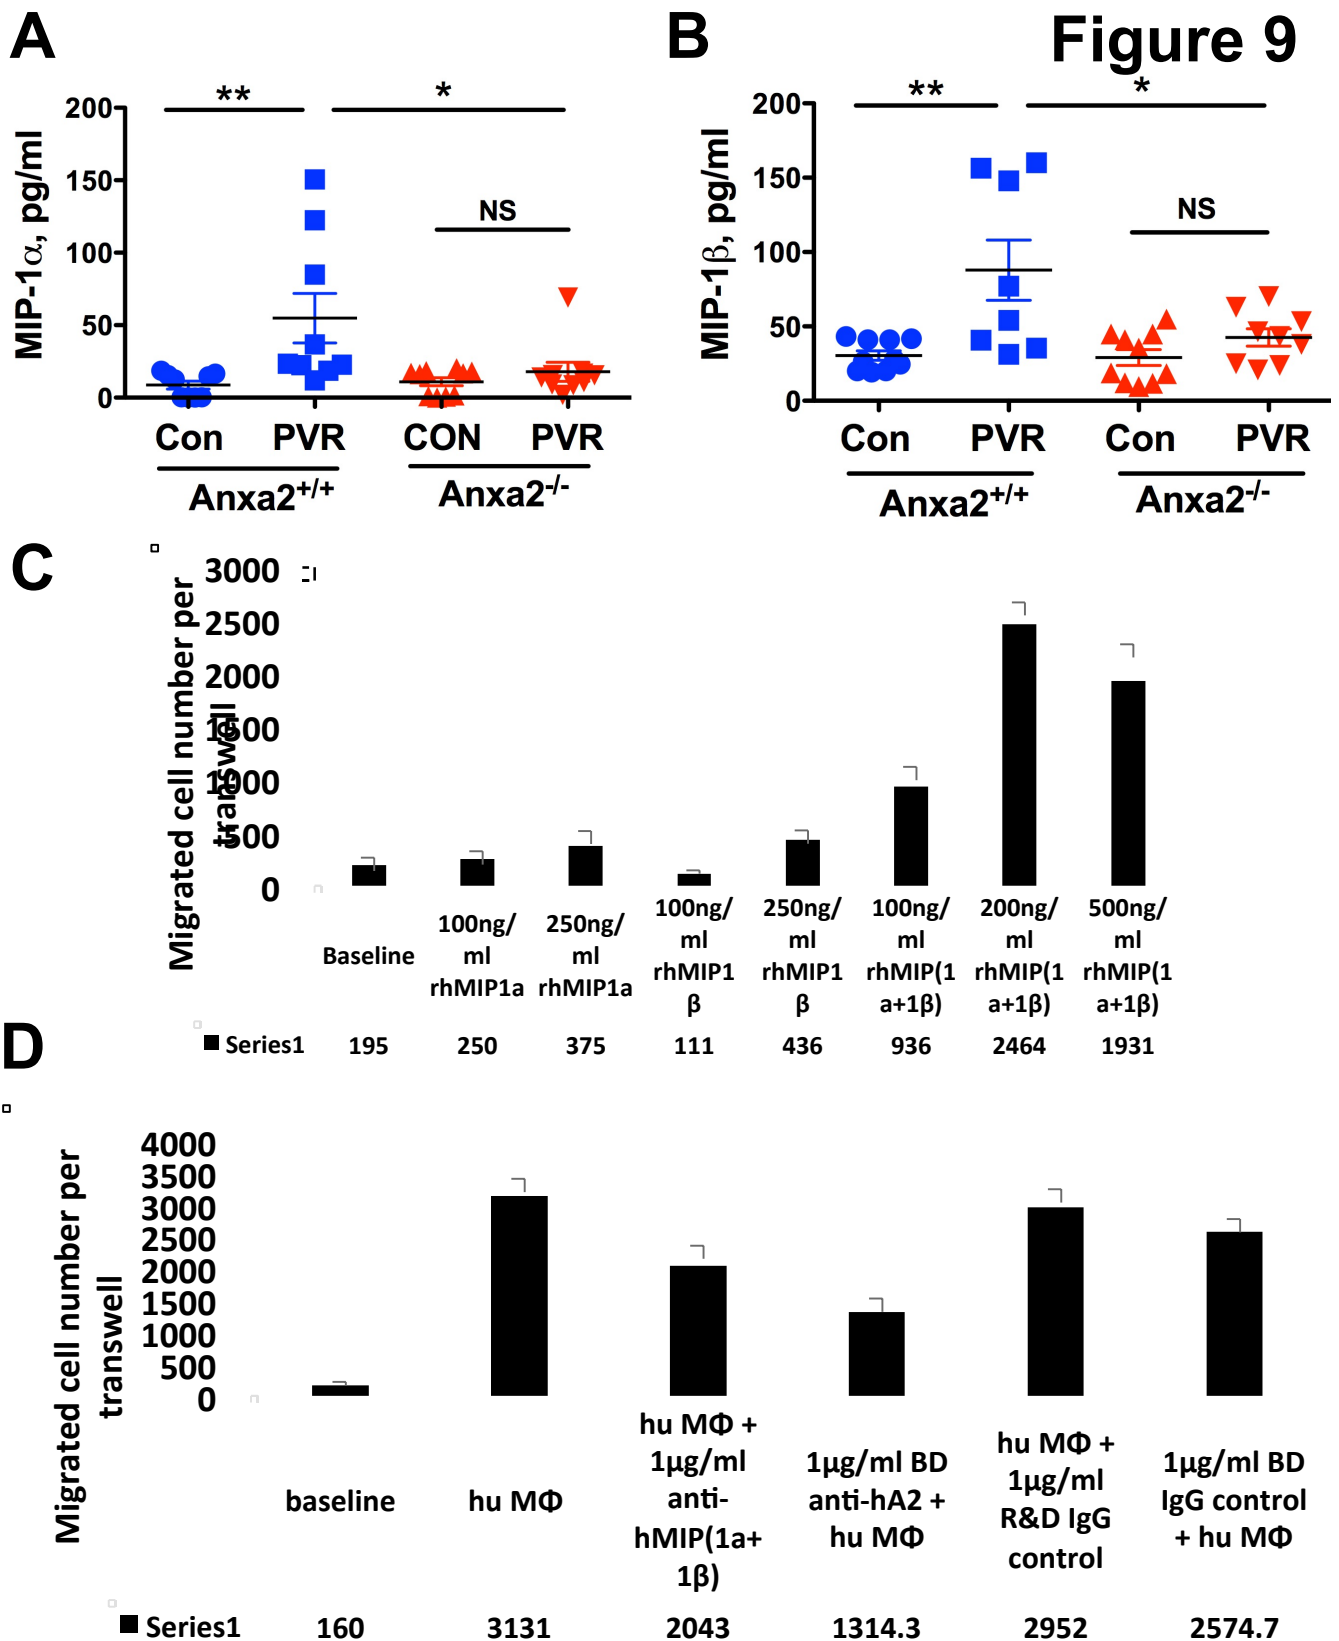 A
B
Figure 9
**
*
200
150
100
50
0
MIP-1α, pg/ml
NS
Con
PVR
CON
PVR
Anxa2+/+
Anxa2-/-
**
*
200
150
100
50
0
MIP-1β, pg/ml
NS
Con
PVR
Con
PVR
Anxa2+/+
Anxa2-/-
C
Migrated cell number per
transwell
3000
2500
2000
1500
1000
500
0
Baseline
100ng/
ml
rhMIP1a
250ng/
ml
rhMIP1a
100ng/
ml
rhMIP1
β
250ng/
ml
rhMIP1
β
100ng/
ml
rhMIP(1
a+1β)
200ng/
ml
rhMIP(1
a+1β)
500ng/
ml
rhMIP(1
a+1β)
Series1 195 250 375 111 436 936 2464 1931
D
Migrated cell number per
transwell
4000
3500
3000
2500
2000
1500
1000
500
0
baseline
hu MΦ
hu MΦ +
1μg/ml
anti-
hMIP(1a+
1β)
1μg/ml BD
anti-hA2 +
hu MΦ
hu MΦ +
1μg/ml
R&D IgG
control
1μg/ml BD
IgG control
+ hu MΦ
Series1 160 3131 2043 1314.3 2952 2574.7